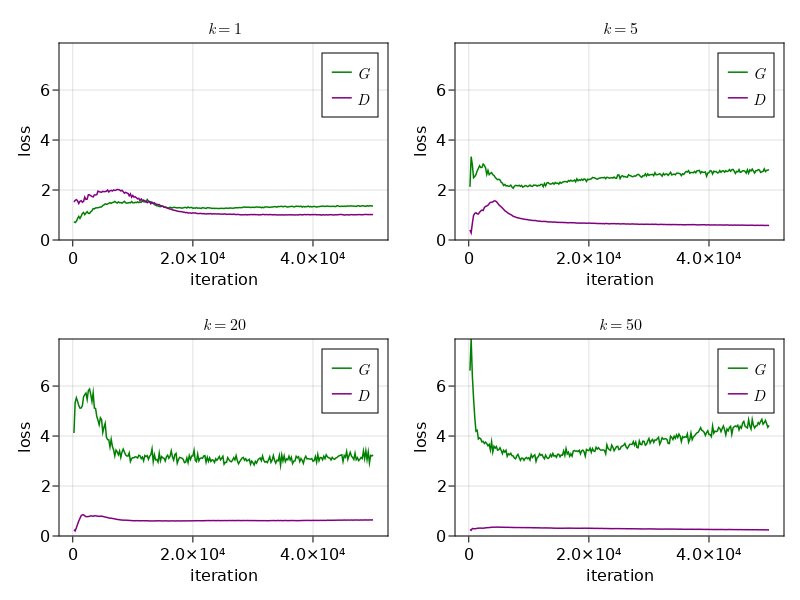 k = 1
loss
6
4
2
0
G
D
0
2.0×10⁴
4.0×10⁴
iteration
k = 5
loss
6
4
2
0
G
D
0
2.0×10⁴
4.0×10⁴
iteration
k = 20
loss
6
4
2
0
G
D
0
2.0×10⁴
4.0×10⁴
iteration
k = 50
loss
6
4
2
0
G
D
0
2.0×10⁴
4.0×10⁴
iteration